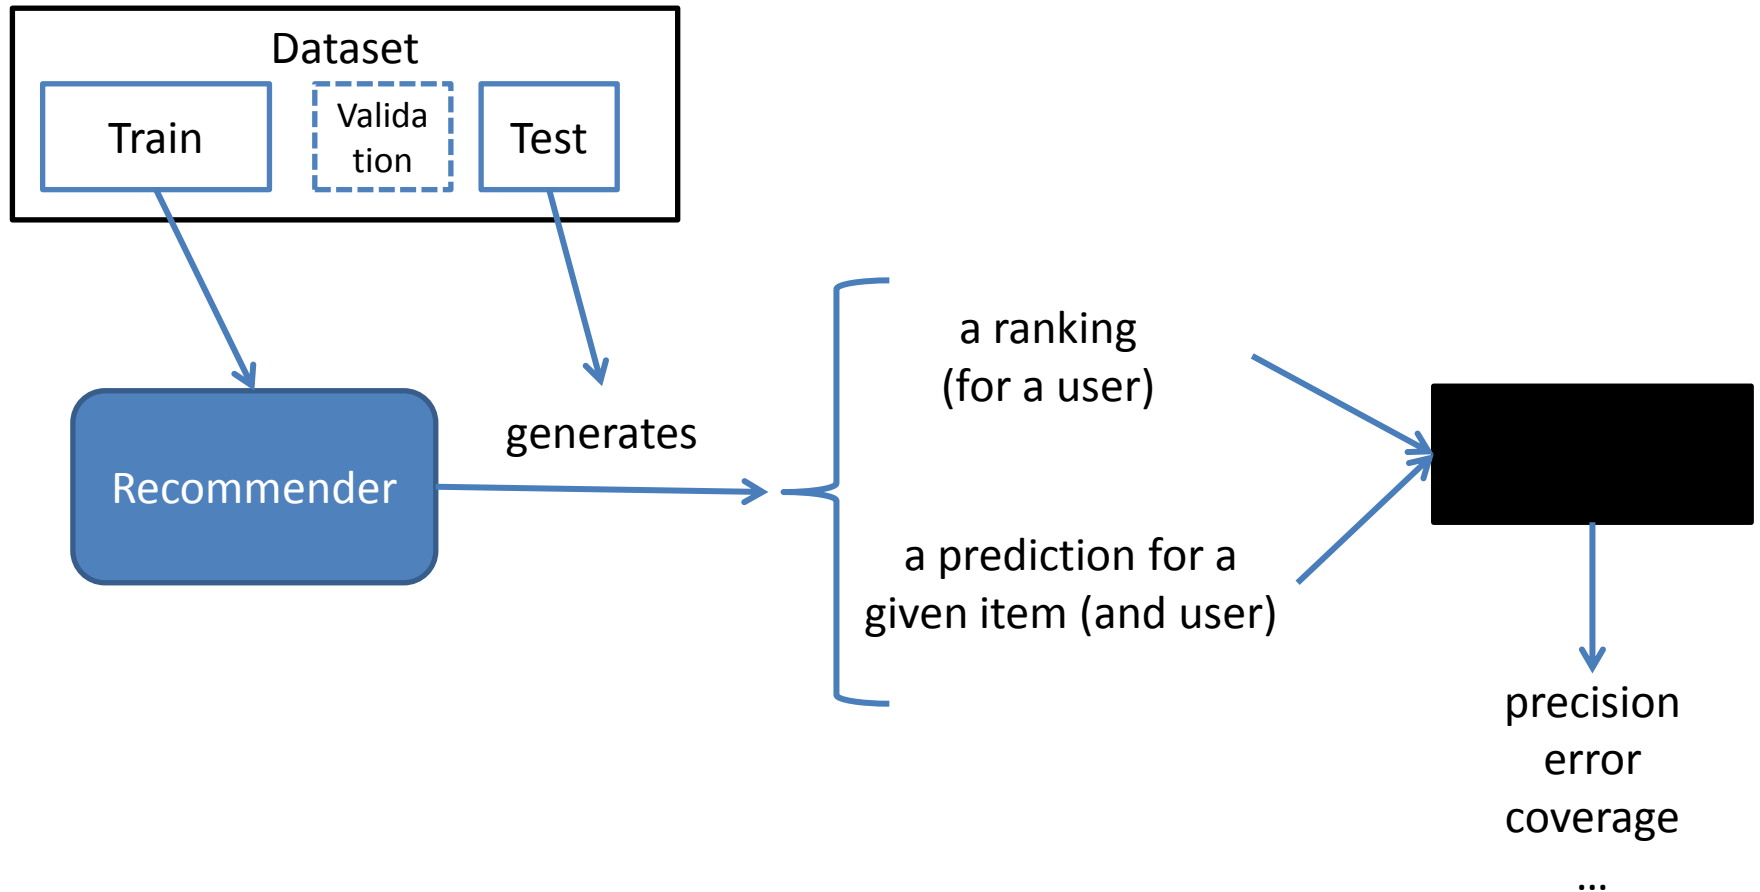 Dataset
Train
Valida
tion
Test
generates
Recommender
a ranking
(for a user)
a prediction for a
given item (and user)
precision
error
coverage
...